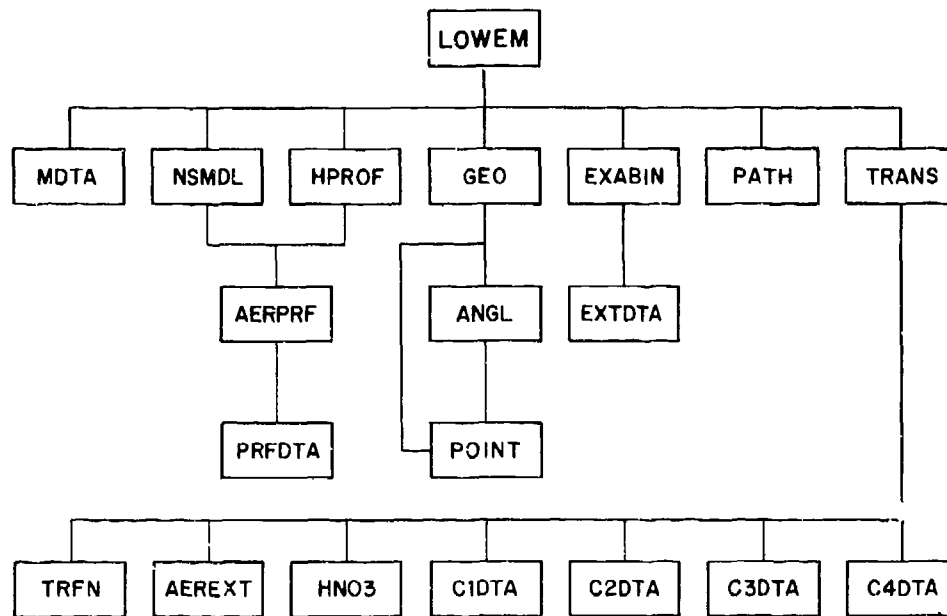 LOWEM
MDTA NSMDL HPROF GEO EXABIN PATH TRANS
AERPRF ANGL EXTDTA
PRFDTA POINT
TRFN AEREXT HNO3 C1DTA C2DTA C3DTA C4DTA